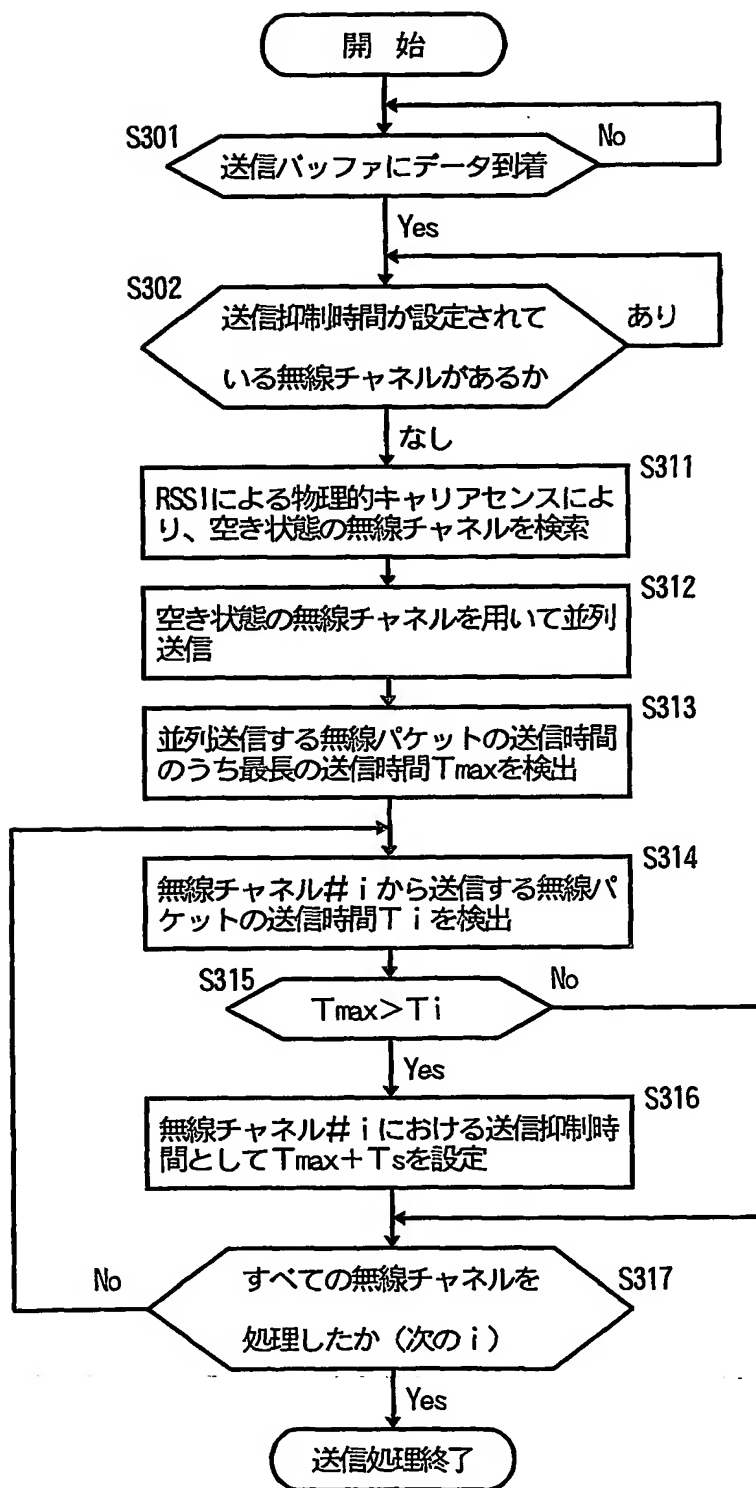 開 始
S301
送信バッファにデータ到着
No
Yes
S302
送信抑制時間が設定されて
いる無線チャネルがあるか
あり
なし
S311
RSSIによる物理的キャリアセンスによ
り、空き状態の無線チャネルを検索
S312
空き状態の無線チャネルを用いて並列
送信
S313
並列送信する無線パケットの送信時間
のうち最長の送信時間Tmaxを検出
S314
無線チャネル#iから送信する無線パ
ケットの送信時間Tiを検出
S315
Tmax>Ti
No
Yes
S316
無線チャネル#iにおける送信抑制時
間としてTmax+Tsを設定
No
すべての無線チャネルを
処理したか(次のi)
S317
Yes
送信処理終了